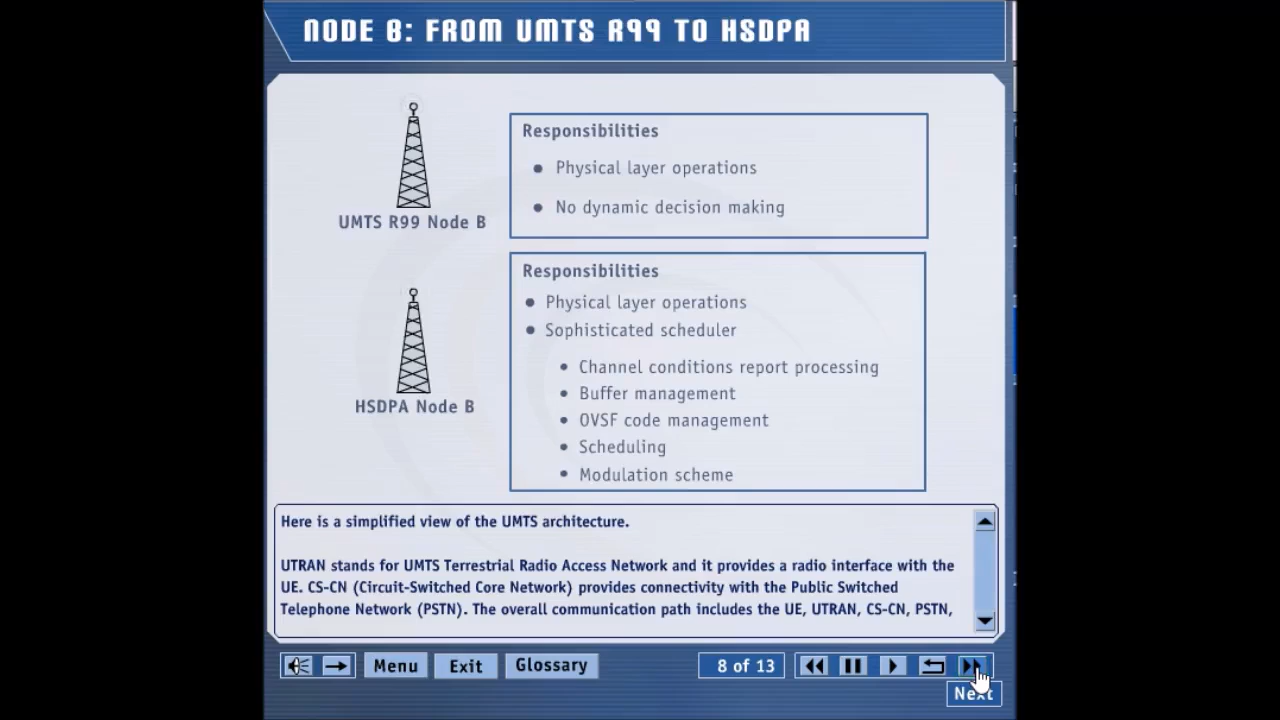 NODE B: FROM UMTS R99 TO HSDPA
Responsibilities
● Physical layer operations
● No dynamic decision making
UMTS R99 Node B
Responsibilities
● Physical layer operations
● Sophisticated scheduler
• Channel conditions report processing
• Buffer management
• OVSF code management
• Scheduling
• Modulation scheme
HSDPA Node B
Here is a simplified view of the UMTS architecture.
UTRAN stands for UMTS Terrestrial Radio Access Network and it provides a radio interface with the
UE. CS-CN (Circuit-Switched Core Network) provides connectivity with the Public Switched
Telephone Network (PSTN). The overall communication path includes the UE, UTRAN, CS-CN, PSTN,
Menu Exit Glossary 8 of 13
Next